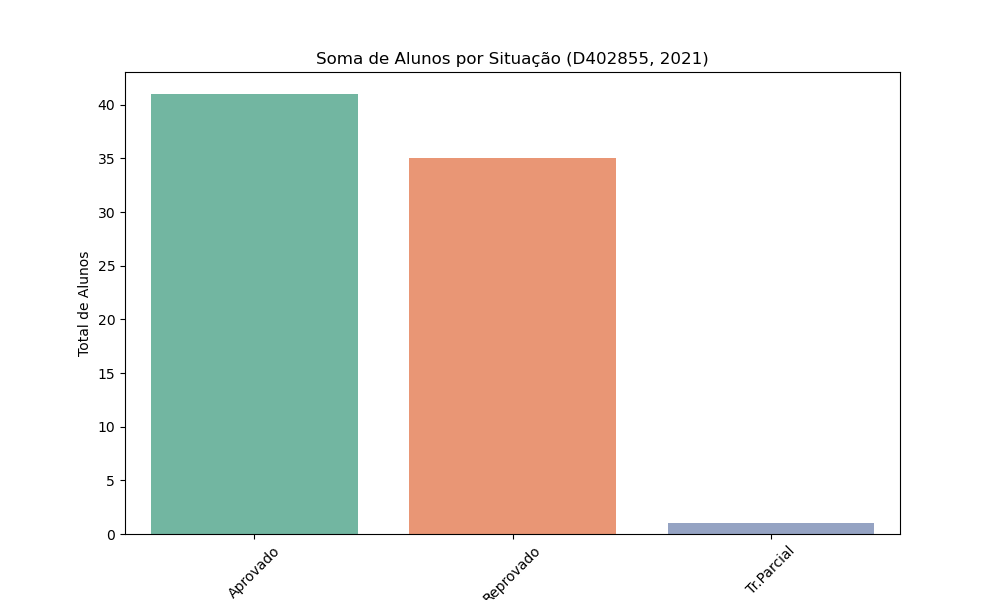 Soma de Alunos por Situação (D402855, 2021)
Total de Alunos
40
35
30
25
20
15
10
5
0
Aprovado
Reprovado
Tr.Parcial